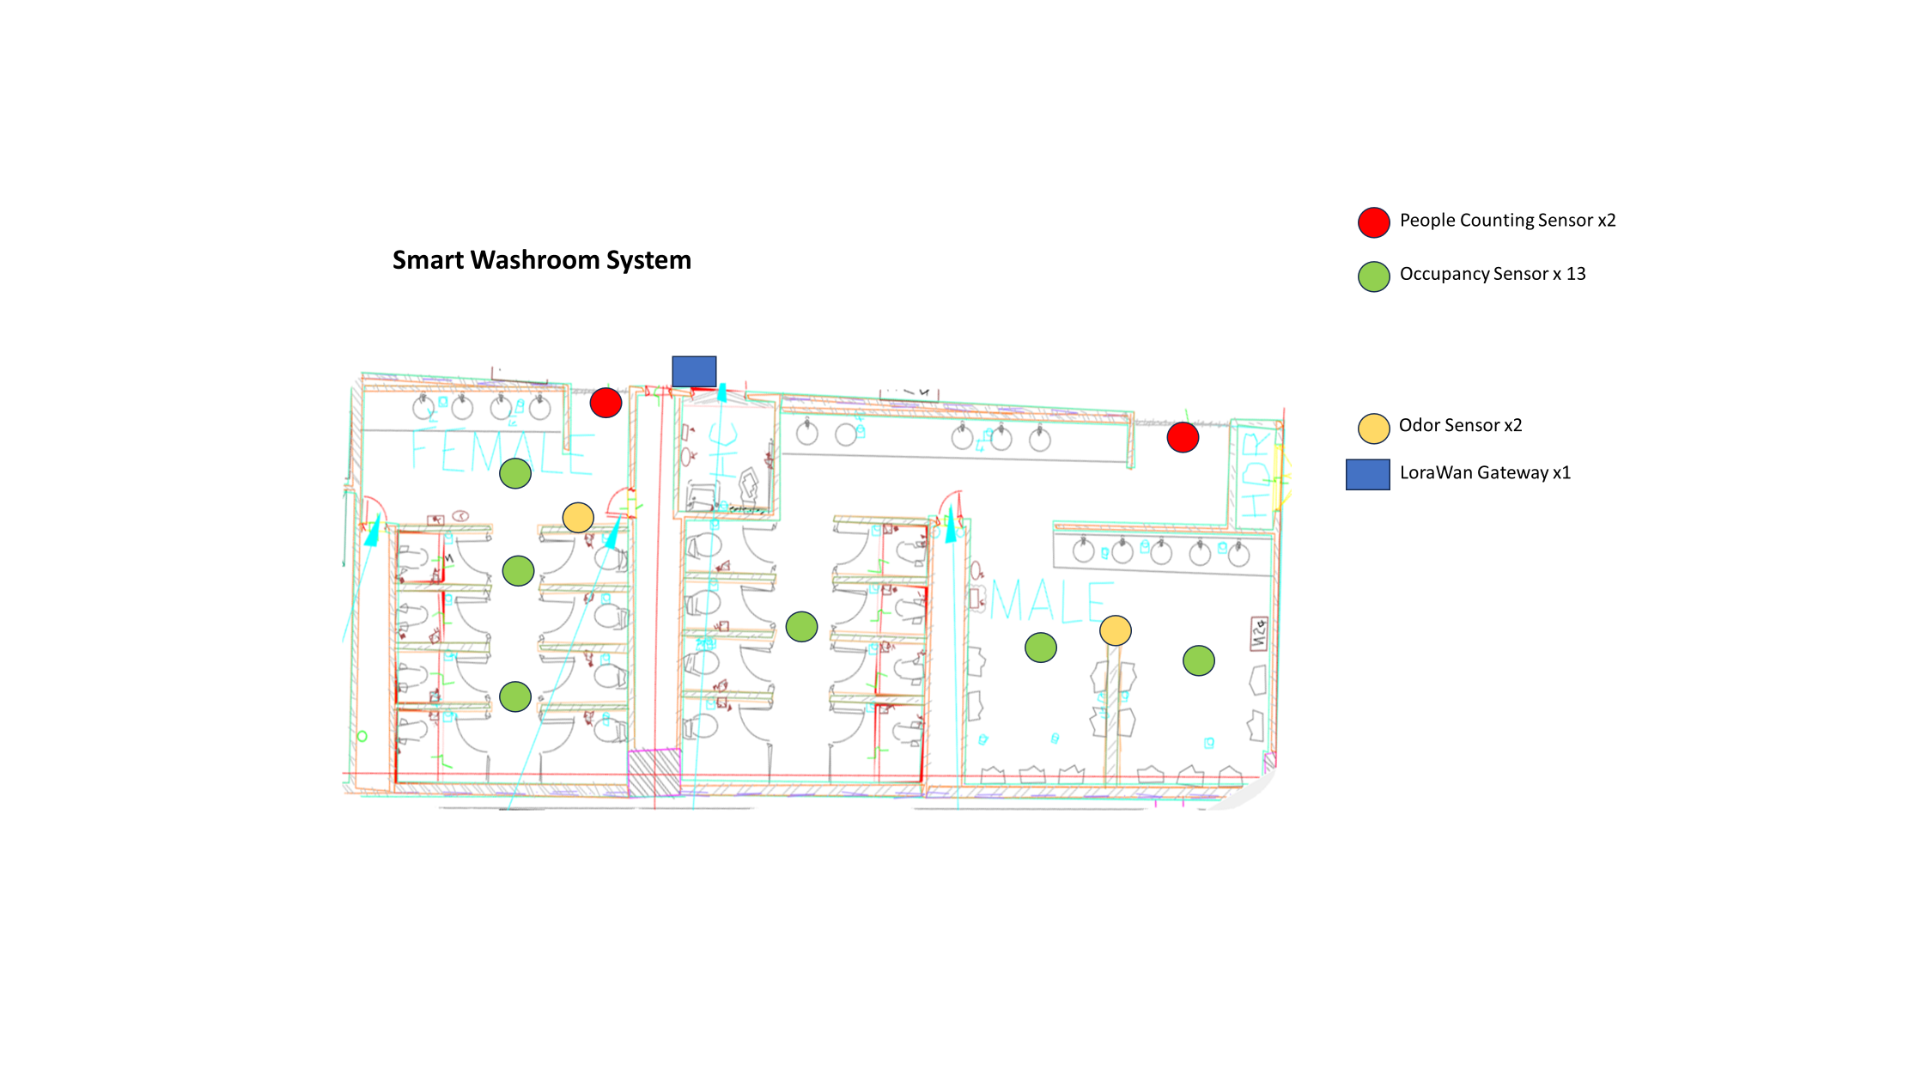 People Counting Sensor x2
Smart Washroom System
Occupancy Sensor x 13
Odor Sensor x2
FEMALE
HC
HDR
LoraWan Gateway x1
MALE